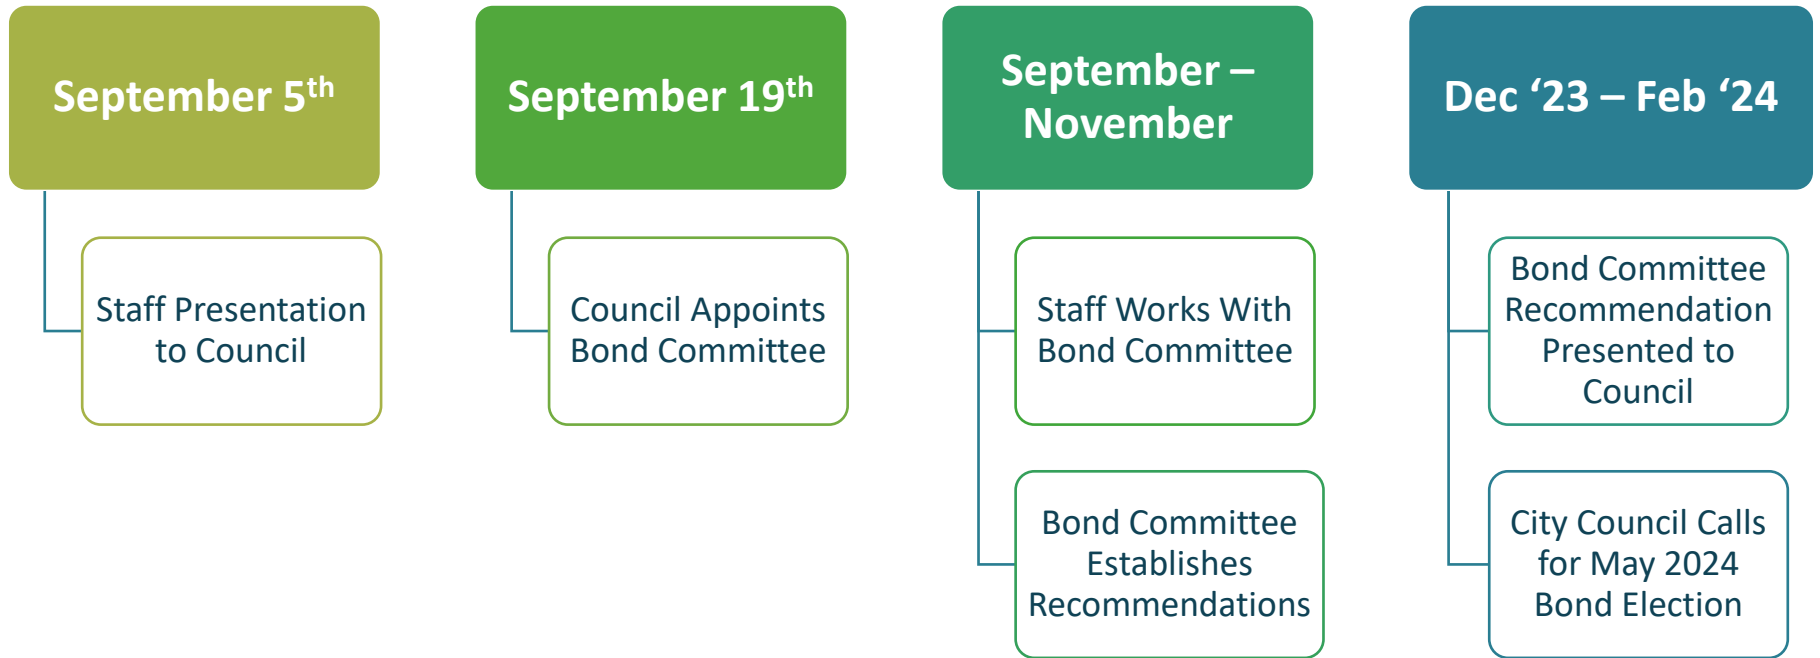 September 5th
Staff Presentation
to Council
September 19th
Council Appoints
Bond Committee
September –
November
Staff Works With
Bond Committee
Bond Committee
Establishes
Recommendations
Dec ‘23 – Feb ‘24
Bond Committee
Recommendation
Presented to
Council
City Council Calls
for May 2024
Bond Election